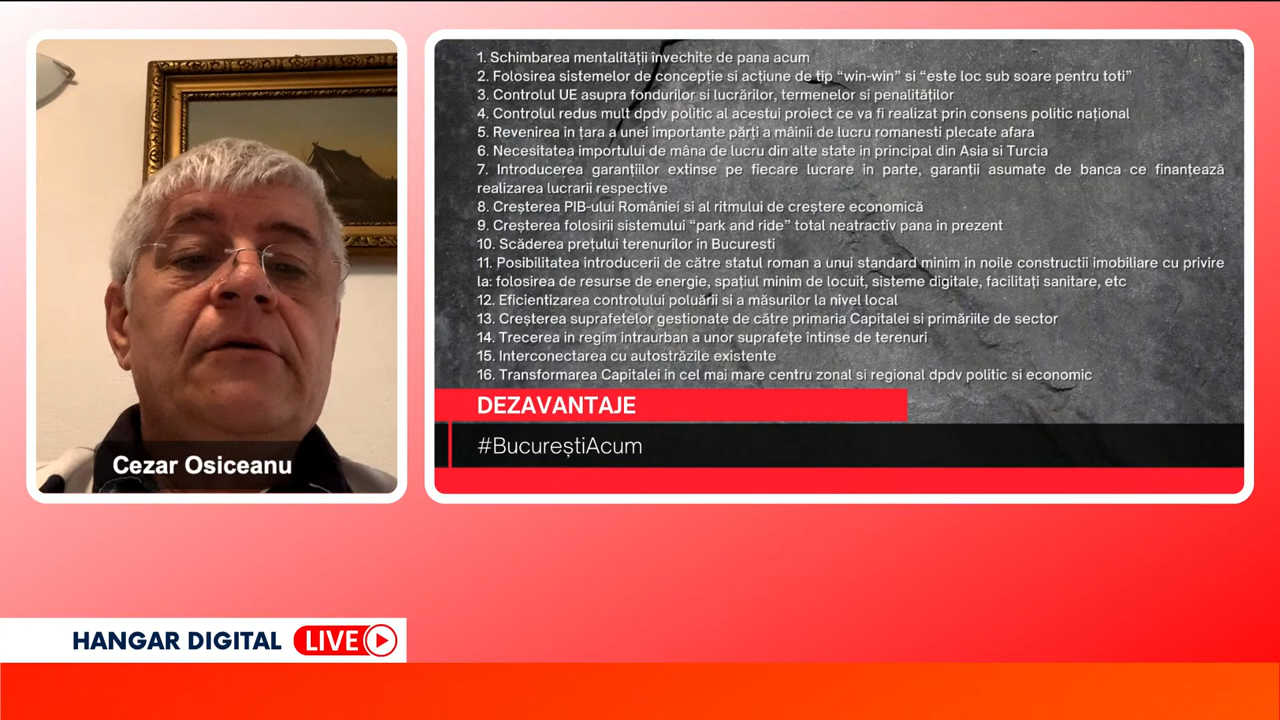 1. Schimbarea mentalității învechite de pana acum
2. Folosirea sistemelor de concepție si acțiune de tip “win-win” si “este loc sub soare pentru toti”
3. Controlul UE asupra fondurilor si lucrărilor, termenelor si penalităților
4. Controlul redus mult dpdv politic al acestui proiect ce va fi realizat prin consens politic național
5. Revenirea in țara a unei importante părți a mâinii de lucru romanesti plecate afara
6. Necesitatea importului de mâna de lucru din alte state in principal din Asia si Turcia
7. Introducerea garanțiilor extinse pe fiecare lucrare in parte, garanții asumate de banca ce finanțează
realizarea lucrarii respective
8. Creșterea PIB-ului României si al ritmului de creștere economică
9. Creșterea folosirii sistemului “park and ride” total neatractiv pana in prezent
10. Scăderea prețului terenurilor in Bucuresti
11. Posibilitatea introducerii de către statul roman a unui standard minim in noile constructii imobiliare cu privire
la: folosirea de resurse de energie, spațiul minim de locuit, sisteme digitale, facilitați sanitare, etc
12. Eficientizarea controlului poluării si a măsurilor la nivel local
13. Creșterea suprafetelor gestionate de către primaria Capitalei si primăriile de sector
14. Trecerea in regim intraurban a unor suprafețe intinse de terenuri
15. Interconectarea cu autostrăzile existente
16. Transformarea Capitalei in cel mai mare centru zonal si regional dpdv politic si economic
DEZAVANTAJE
#BucureștiAcum
Cezar Osiceanu
HANGAR DIGITAL LIVE